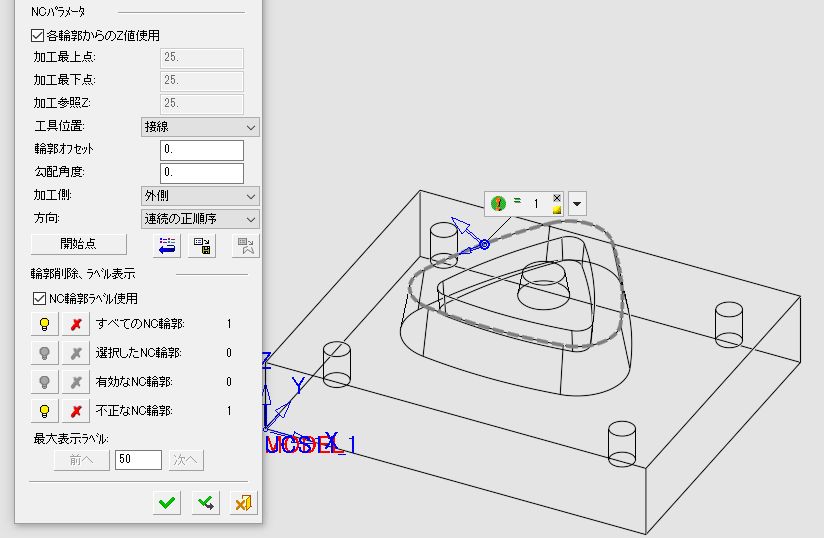 NCパラメータ
各輪郭からのZ値使用
加工最上点: 25.
加工最下点: 25.
加工参照Z: 25.
工具位置: 接線
輪郭オフセット 0.
勾配角度: 0.
加工側: 外側
方向: 連続の正順序
開始点
輪郭削除、ラベル表示
NC輪郭ラベル使用
すべてのNC輪郭: 1
選択したNC輪郭: 0
有効なNC輪郭: 0
不正なNC輪郭: 1
最大表示ラベル:
前へ 50 次へ
! = 1
Z
Y
X